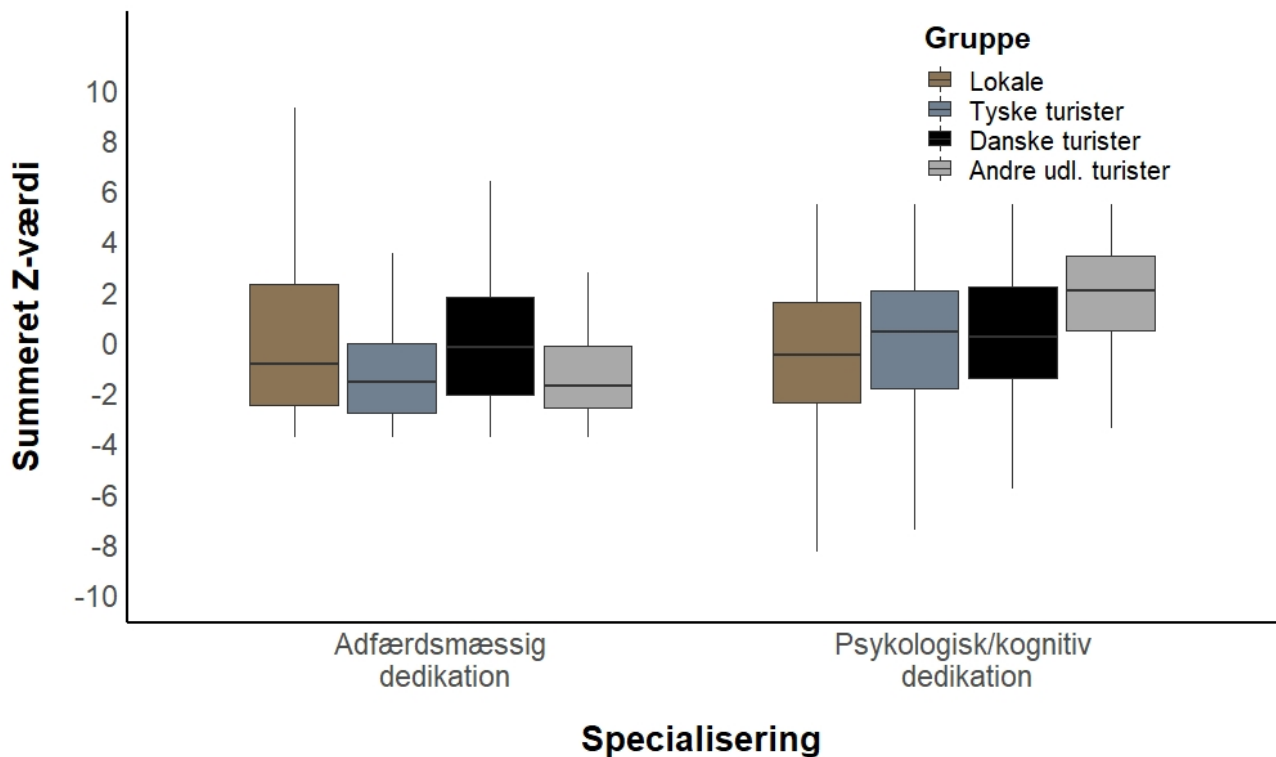 Gruppe
Lokale
Tyske turister
Danske turister
Andre udl. turister
Summeret Z-værdi
10
8
6
4
2
0
-2
-4
-6
-8
-10
Adfærdsmæssig
dedikation
Psykologisk/kognitiv
dedikation
Specialisering